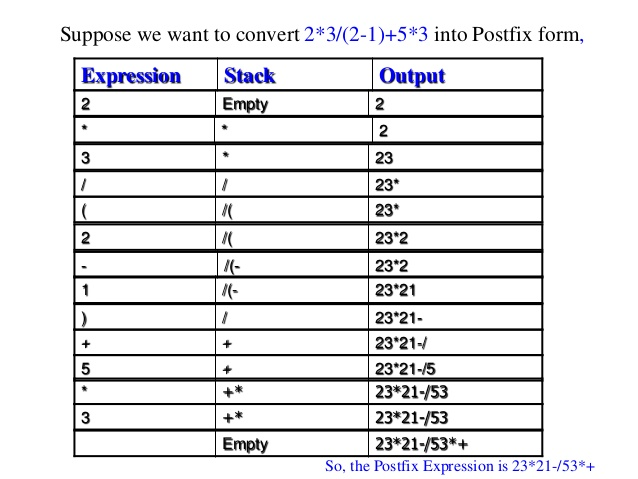 Suppose we want to convert 2*3/(2-1)+5*3 into Postfix form,
Expression Stack Output
2 Empty 2
* * 2
3 * 23
/ / 23*
( /( 23*
2 /( 23*2
- /(- 23*2
1 /(- 23*21
) / 23*21-
+ + 23*21-/
5 + 23*21-/5
* +* 23*21-/53
3 +* 23*21-/53
Empty 23*21-/53*+
So, the Postfix Expression is 23*21-/53*+